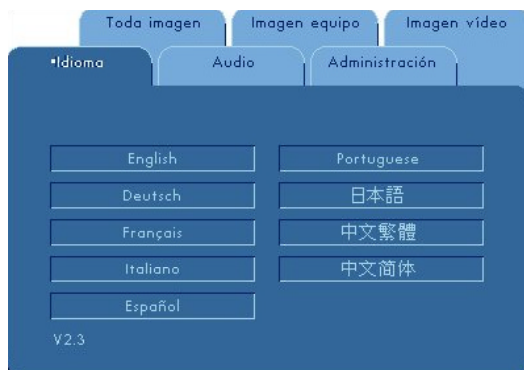 Toda imagen Imagen equipo Imagen vídeo
•Idioma Audio Administración
English Portuguese
Deutsch 日本語
Français 中文繁體
Italiano 中文简体
Español
V2.3